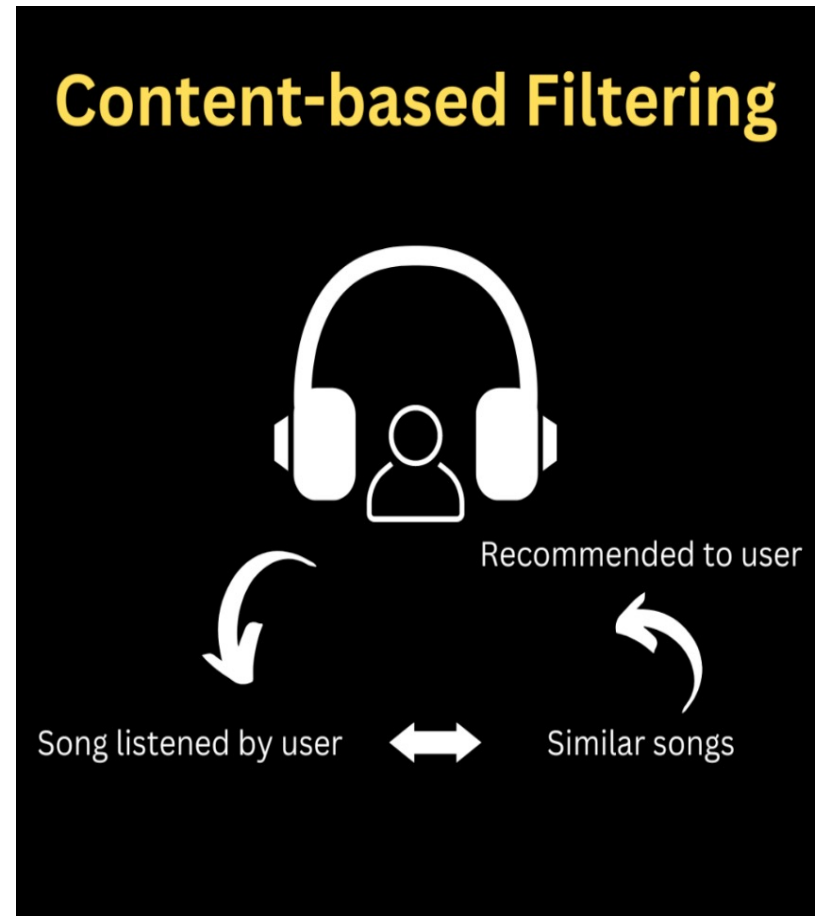 Content-based Filtering
Recommended to user
Song listened by user
Similar songs